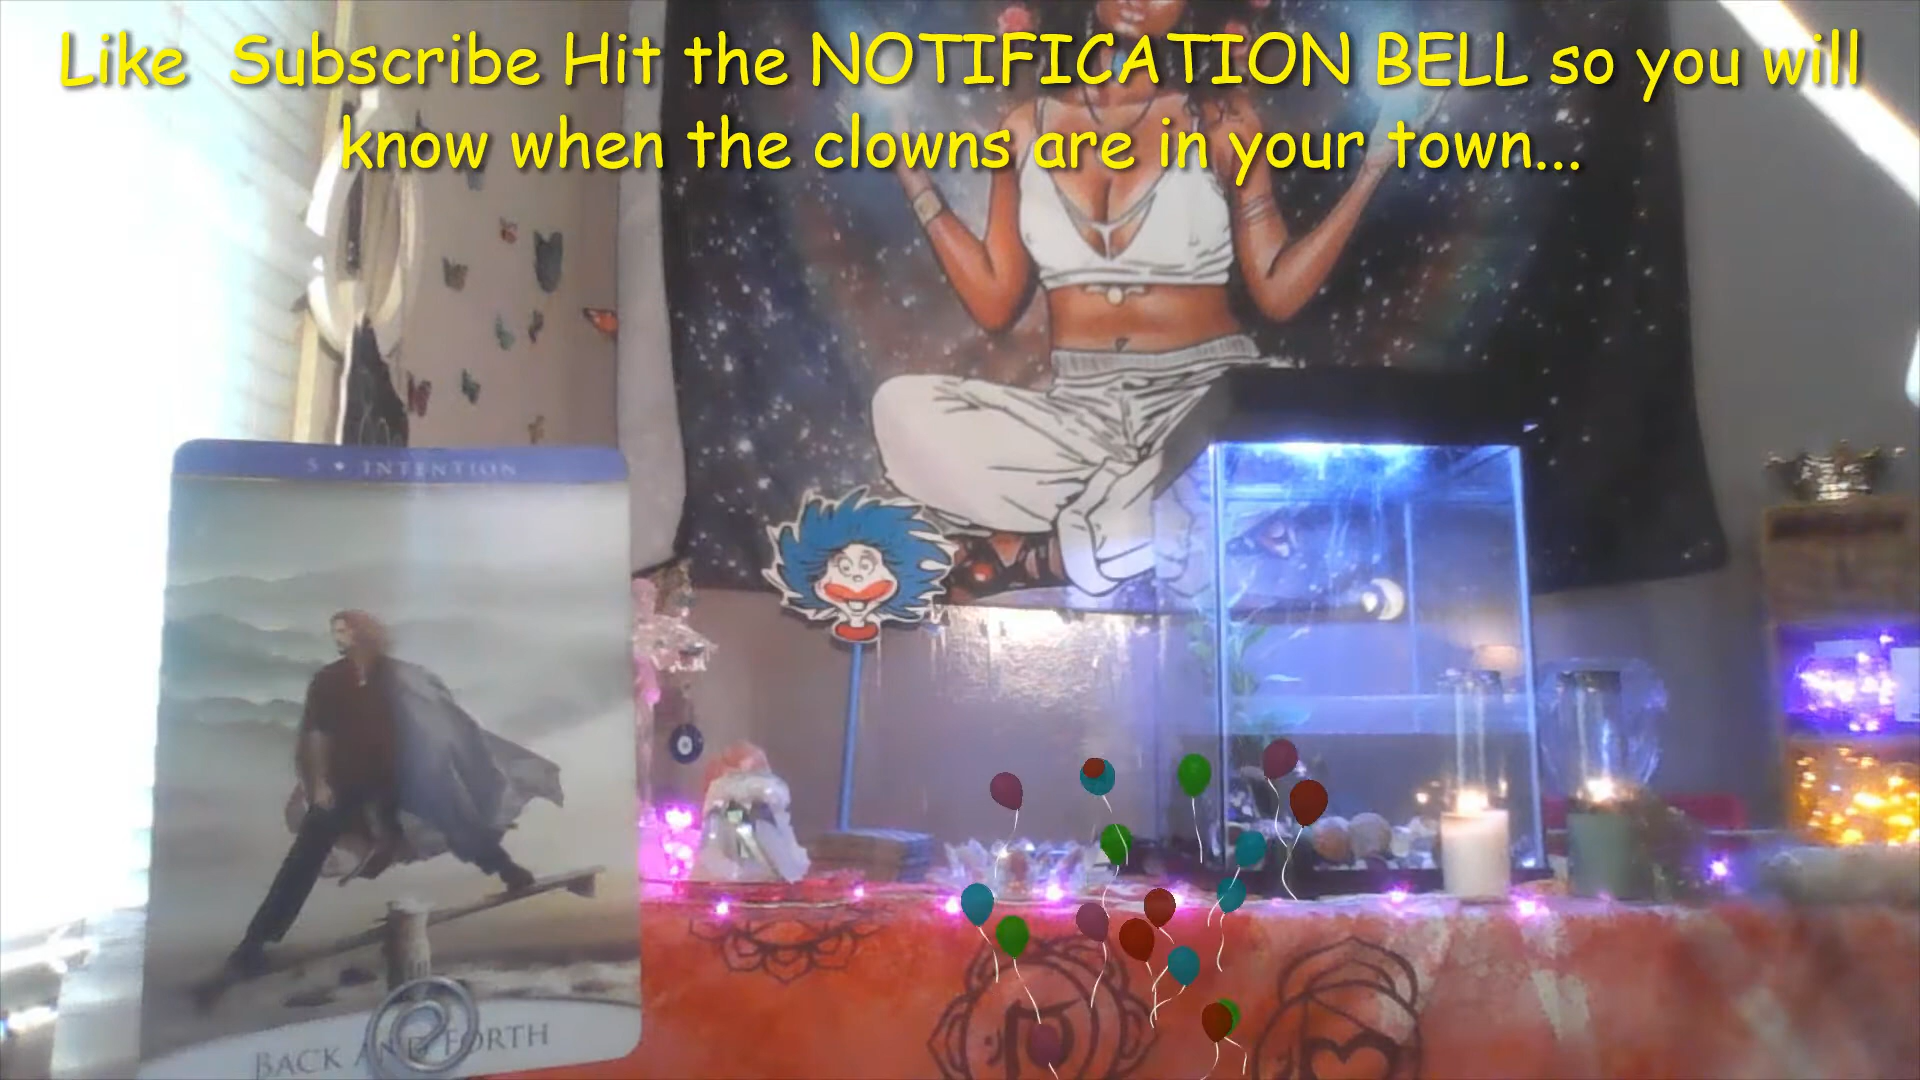 Like  Subscribe Hit the NOTIFICATION BELL so you will
know when the clowns are in your town...
5 • INTENTION
BACK AND FORTH